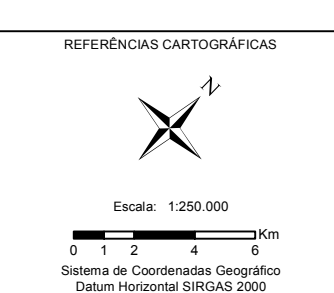 REFERÊNCIAS CARTOGRÁFICAS
N
Escala: 1:250.000
Km
0 1 2 4 6
Sistema de Coordenadas Geográfico
Datum Horizontal SIRGAS 2000